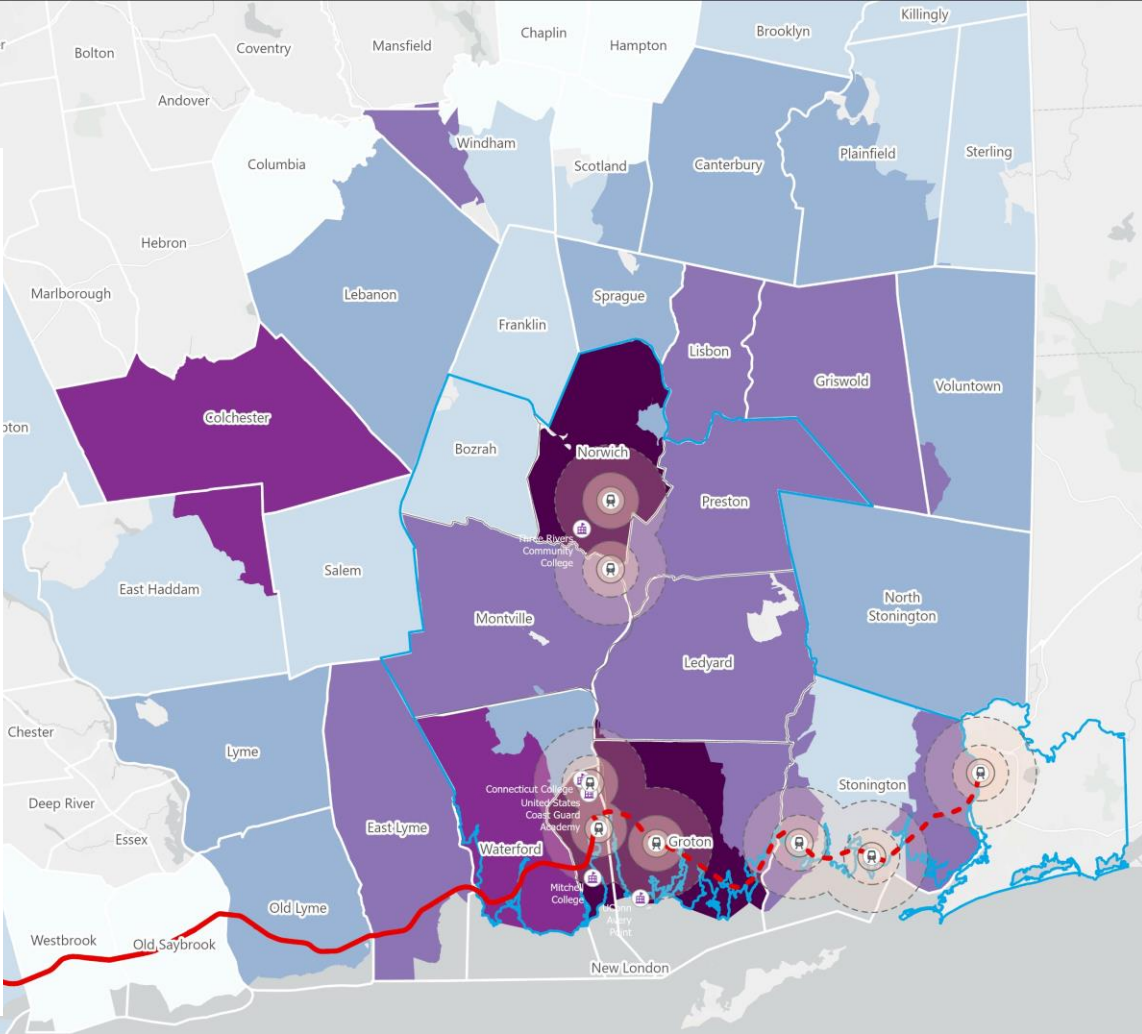 Killingly
Chaplin
Brooklyn
Mansfield
Hampton
Coventry
Bolton
Andover
Windham
Plainfield
Sterling
Columbia
Scotland
Canterbury
Hebron
Marlborough
Lebanon
Sprague
Franklin
Lisbon
Griswold
Voluntown
Colchester
pton
Bozrah
Norwich
Preston
Three Rivers
Community
College
Salem
East Haddam
North
Stonington
Montville
Ledyard
Chester
Lyme
Connecticut College
United States
Coast Guard
Academy
Stonington
Deep River
East Lyme
Essex
Groton
Waterford
Mitchell
College
UConn
Avery
Point
Old Lyme
Westbrook
Old Saybrook
New London